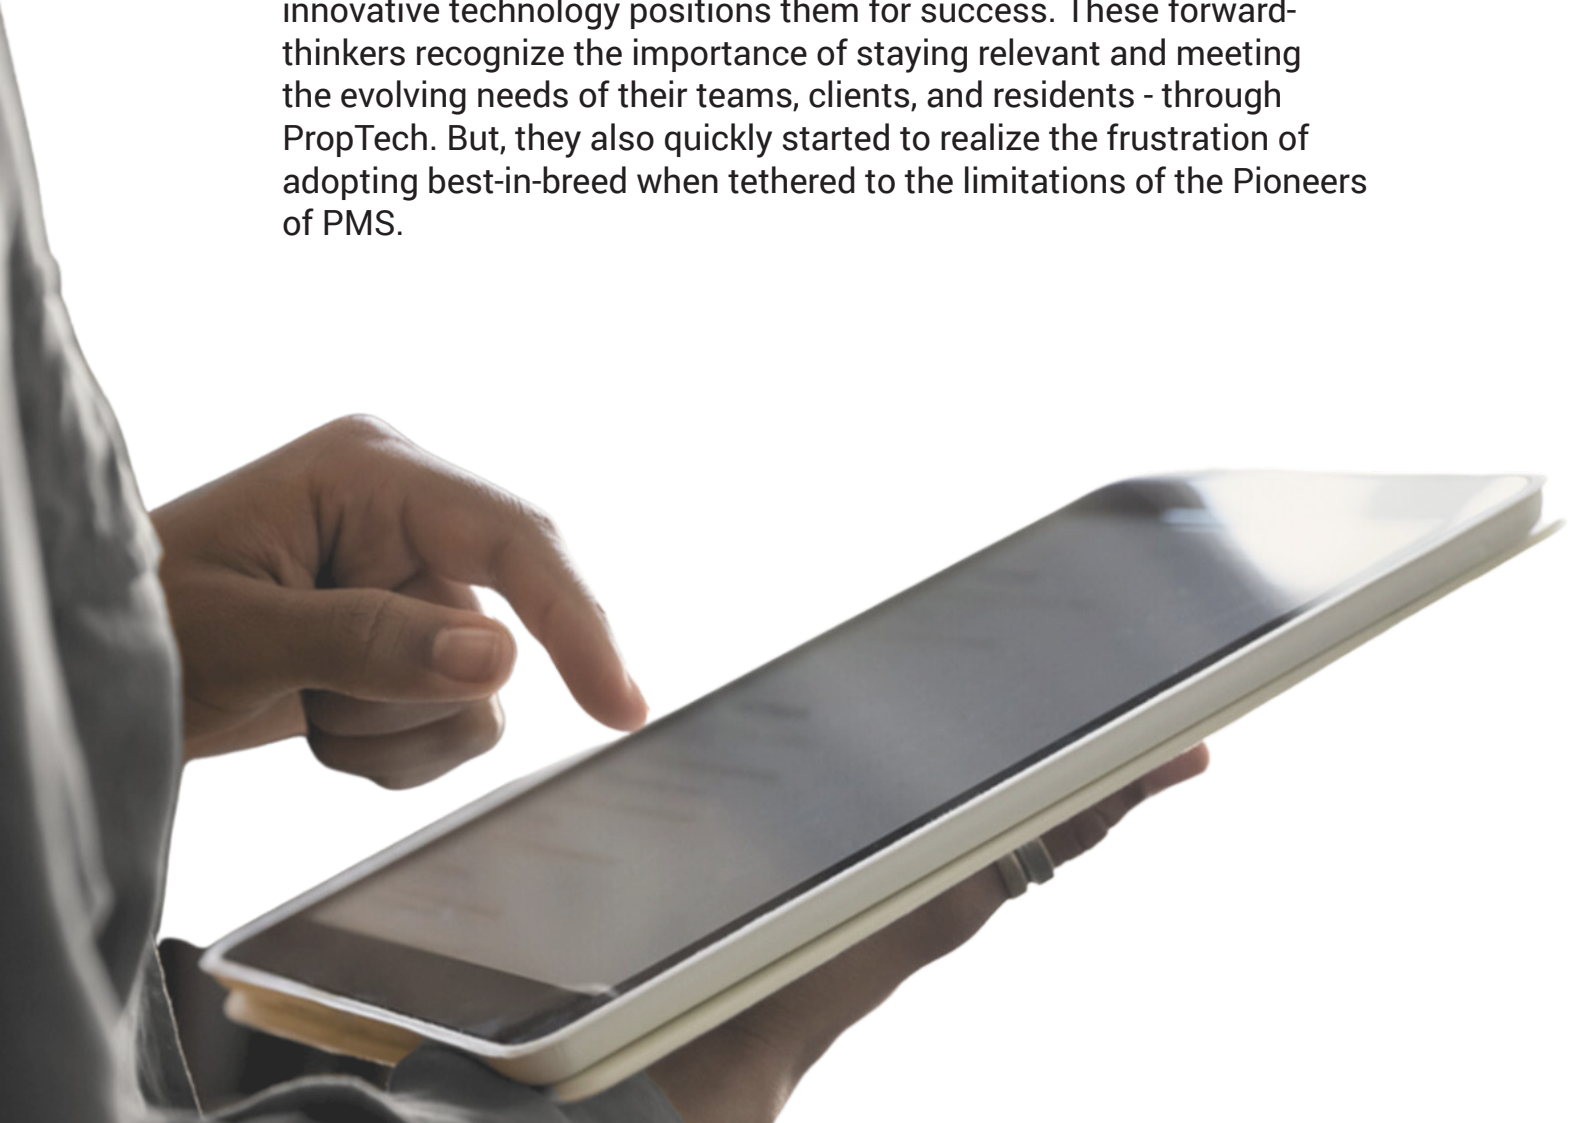 innovative technology positions them for success. These forward-
thinkers recognize the importance of staying relevant and meeting
the evolving needs of their teams, clients, and residents - through
PropTech. But, they also quickly started to realize the frustration of
adopting best-in-breed when tethered to the limitations of the Pioneers
of PMS.